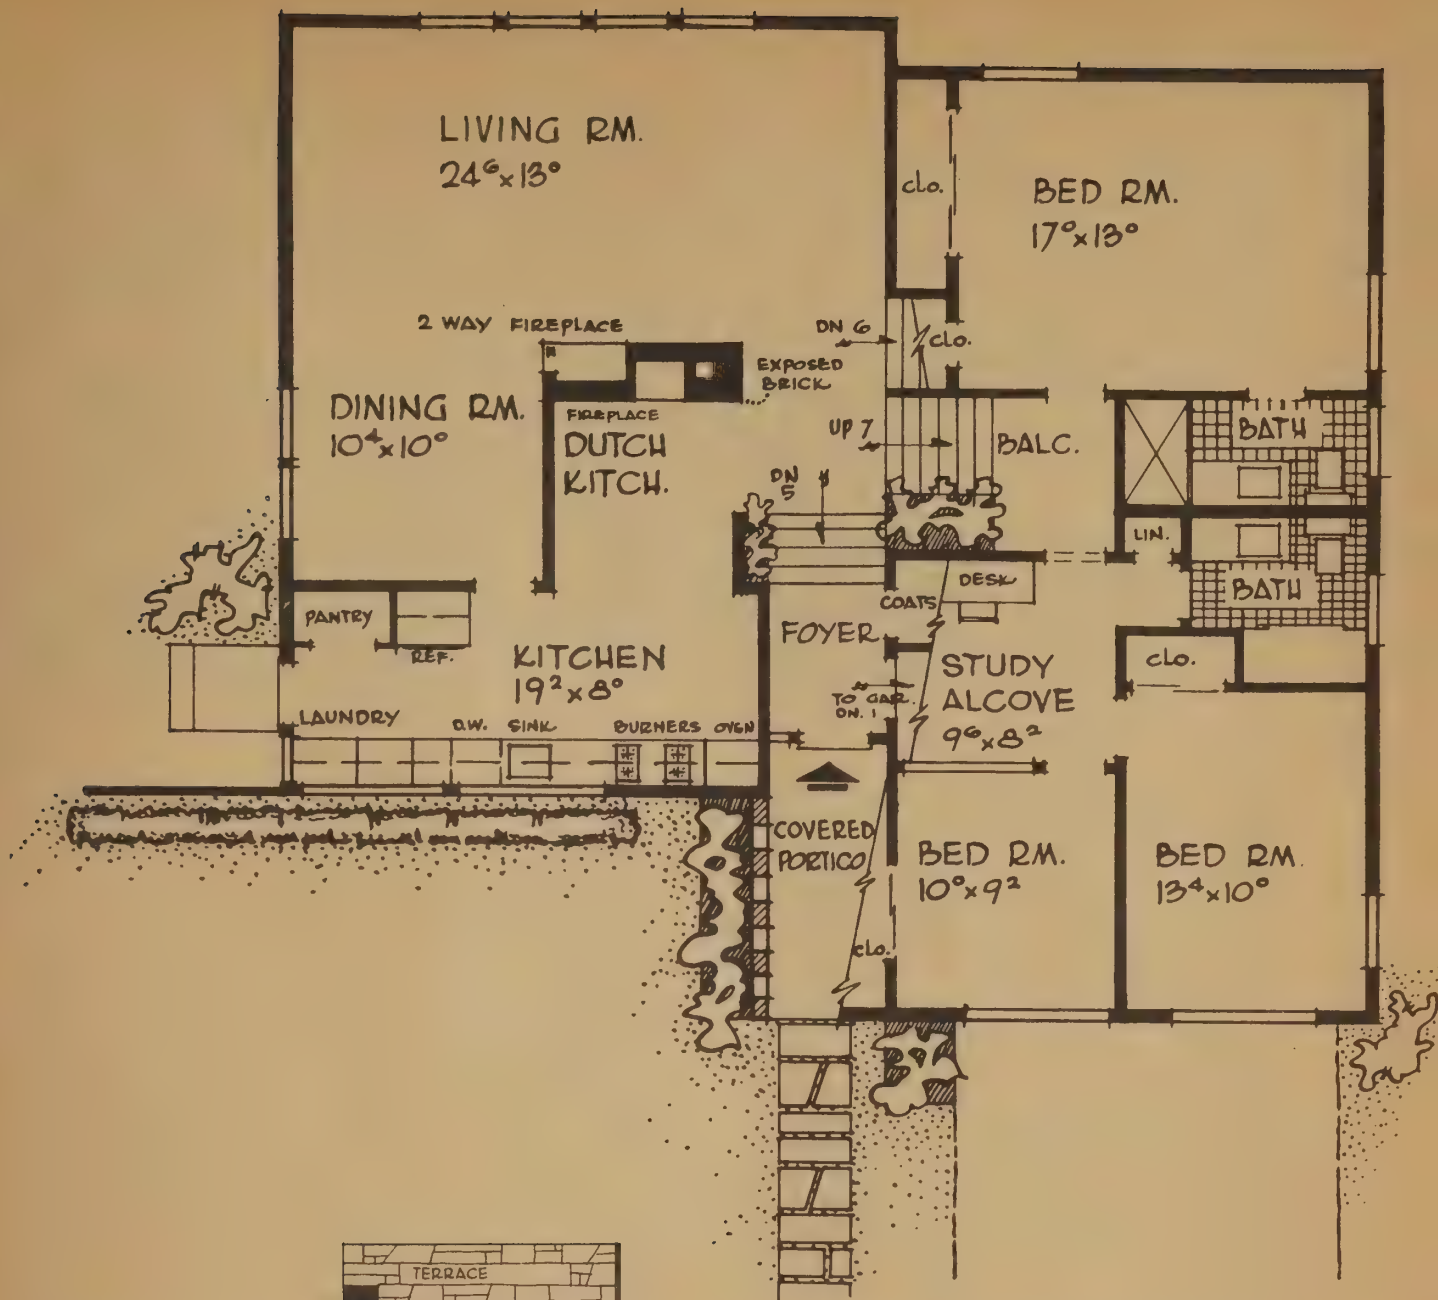 LIVING RM.
24⁶x13⁰
clo.
BED RM.
17⁰x13⁰
2 WAY FIREPLACE
DN 6
clo.
EXPOSED
BRICK
DINING RM.
10⁴x10⁰
FIREPLACE
DUTCH
KITCH.
UP 7
BALC.
BATH
DN
5
LIN.
BATH
PANTRY
REF.
COATS
DESK
FOYER
KITCHEN
19²x8⁰
STUDY
ALCOVE
9⁶x8²
clo.
TO GAR.
DN. 1
LAUNDRY
D.W.
SINK
BURNERS
OVEN
COVERED
PORTICO
BED RM.
10⁰x9²
BED RM.
13⁴x10⁰
clo.
TERRACE